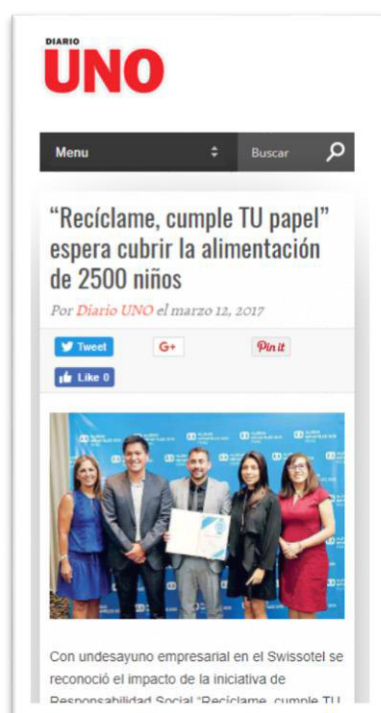 DIARIO
UNO
Menu Buscar
“Recíclame, cumple TU papel”
espera cubrir la alimentación
de 2500 niños
Por Diario UNO el marzo 12, 2017
Tweet G+ Pin it
Like 0
Con undesayuno empresarial en el Swissotel se
reconoció el impacto de la iniciativa de
Responsabilidad Social “Recíclame, cumple TU